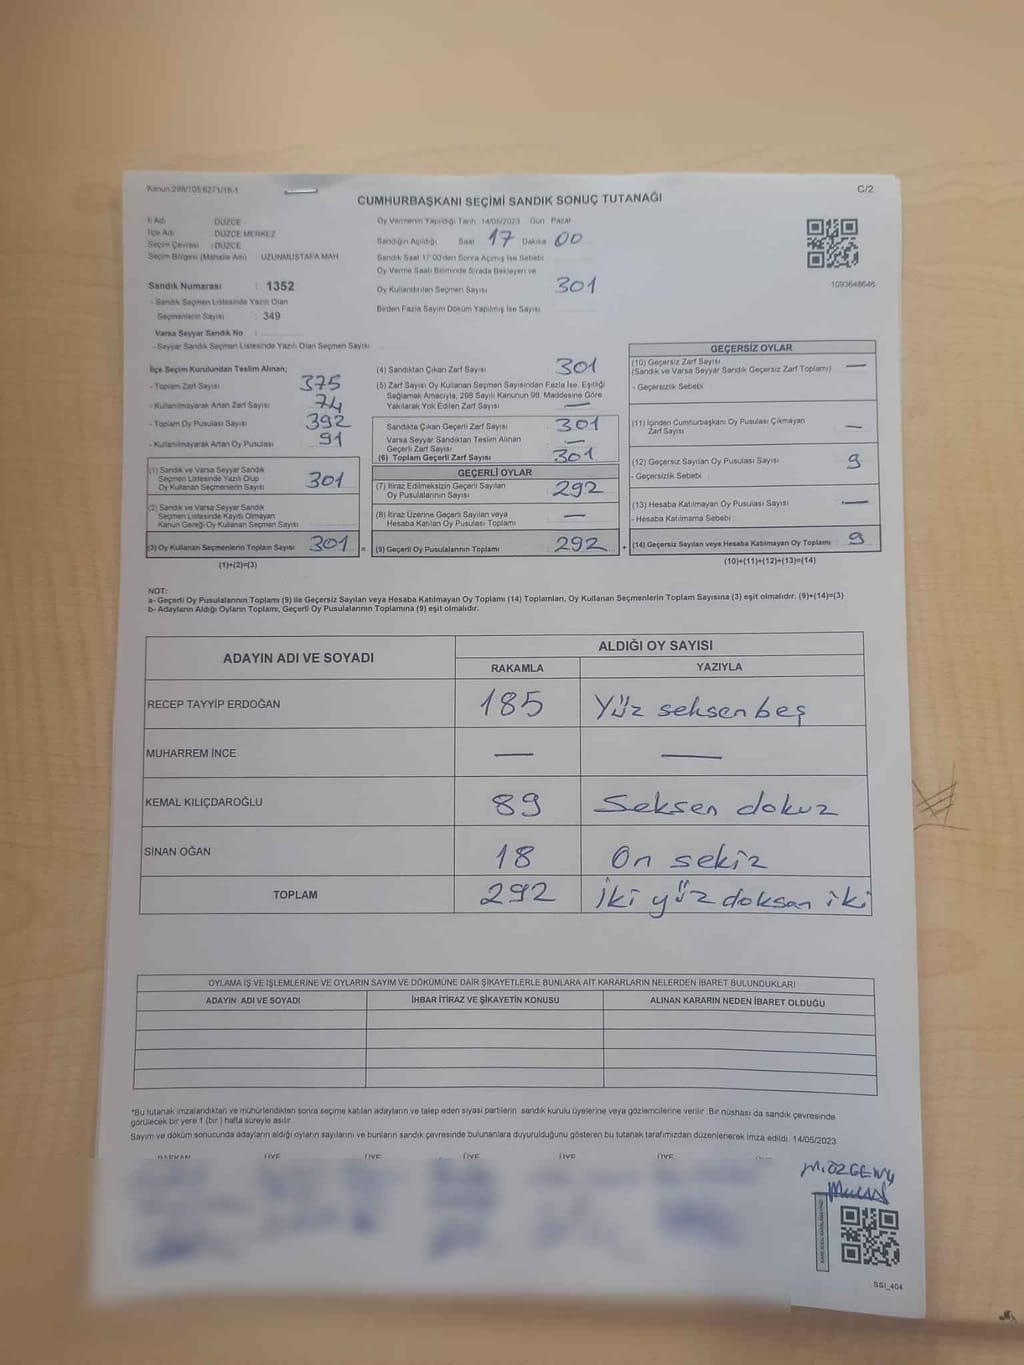 Kanun:298/105;6271/18-1
C/2
CUMHURBAŞKANI SEÇİMİ SANDIK SONUÇ TUTANAĞI
İl Adı : DÜZCE
İlçe Adı : DÜZCE MERKEZ
Seçim Çevresi : DÜZCE
Seçim Bölgesi (Mahalle Adı) : UZUNMUSTAFA MAH.
Sandık Numarası : 1352
- Sandık Seçmen Listesinde Yazılı Olan
Seçmenlerin Sayısı : 349
Varsa Seyyar Sandık No :
- Seyyar Sandık Seçmen Listesinde Yazılı Olan Seçmen Sayısı
Oy Vermenin Yapıldığı Tarih 14/05/2023 Gün Pazar
Sandığın Açıldığı Saat 17 Dakika 00
Sandık Saat 17:00'den Sonra Açılmış İse Sebebi
Oy Verme Saati Bitiminde Sırada Bekleyen ve
Oy Kullandırılan Seçmen Sayısı 301
Birden Fazla Sayım Döküm Yapılmış İse Sayısı
1093646646
İlçe Seçim Kurulundan Teslim Alınan;
- Toplam Zarf Sayısı 375
- Kullanılmayarak Artan Zarf Sayısı 74
- Toplam Oy Pusulası Sayısı 392
- Kullanılmayarak Artan Oy Pusulası 91
(1) Sandık ve Varsa Seyyar Sandık
Seçmen Listesinde Yazılı Olup
Oy Kullanan Seçmenlerin Sayısı 301
(2) Sandık ve Varsa Seyyar Sandık
Seçmen Listesinde Kayıtlı Olmayan
Kanun Gereği Oy Kullanan Seçmen Sayısı
(3) Oy Kullanan Seçmenlerin Toplam Sayısı 301 =
(1)+(2)=(3)
(4) Sandıktan Çıkan Zarf Sayısı 301
(5) Zarf Sayısı Oy Kullanan Seçmen Sayısından Fazla İse, Eşitliği
Sağlamak Amacıyla, 298 Sayılı Kanunun 98. Maddesine Göre
Yakılarak Yok Edilen Zarf Sayısı —
Sandıkta Çıkan Geçerli Zarf Sayısı 301
Varsa Seyyar Sandıktan Teslim Alınan
Geçerli Zarf Sayısı —
(6) Toplam Geçerli Zarf Sayısı 301
GEÇERLİ OYLAR
(7) İtiraz Edilmeksizin Geçerli Sayılan
Oy Pusulalarının Sayısı 292
(8) İtiraz Üzerine Geçerli Sayılan veya
Hesaba Katılan Oy Pusulası Toplamı —
(9) Geçerli Oy Pusulalarının Toplamı 292 +
GEÇERSİZ OYLAR
(10) Geçersiz Zarf Sayısı
(Sandık ve Varsa Seyyar Sandık Geçersiz Zarf Toplamı) —
- Geçersizlik Sebebi
(11) İçinden Cumhurbaşkanı Oy Pusulası Çıkmayan
Zarf Sayısı —
(12) Geçersiz Sayılan Oy Pusulası Sayısı 9
- Geçersizlik Sebebi
(13) Hesaba Katılmayan Oy Pusulası Sayısı —
- Hesaba Katılmama Sebebi :
(14) Geçersiz Sayılan veya Hesaba Katılmayan Oy Toplamı 9
(10)+(11)+(12)+(13)=(14)
NOT:
a- Geçerli Oy Pusulalarının Toplamı (9) ile Geçersiz Sayılan veya Hesaba Katılmayan Oy Toplamı (14) Toplamları, Oy Kullanan Seçmenlerin Toplam Sayısına (3) eşit olmalıdır. (9)+(14)=(3)
b- Adayların Aldığı Oyların Toplamı, Geçerli Oy Pusulalarının Toplamına (9) eşit olmalıdır.
ADAYIN ADI VE SOYADI
ALDIĞI OY SAYISI
RAKAMLA YAZIYLA
RECEP TAYYİP ERDOĞAN 185 Yüz seksen beş
MUHARREM İNCE — —
KEMAL KILIÇDAROĞLU 89 Seksen dokuz
SİNAN OĞAN 18 On sekiz
TOPLAM 292 İki yüz doksan iki
OYLAMA İŞ VE İŞLEMLERİNE VE OYLARIN SAYIM VE DÖKÜMÜNE DAİR ŞİKAYETLERLE BUNLARA AİT KARARLARIN NELERDEN İBARET BULUNDUKLARI
ADAYIN ADI VE SOYADI İHBAR İTİRAZ VE ŞİKAYETİN KONUSU ALINAN KARARIN NEDEN İBARET OLDUĞU
*Bu tutanak imzalandıktan ve mühürlendikten sonra seçime katılan adayların ve talep eden siyasi partilerin sandık kurulu üyelerine veya gözlemcilerine verilir. Bir nüshası da sandık çevresinde
görülecek bir yere 1 (bir) hafta süreyle asılır.
Sayım ve döküm sonucunda adayların aldığı oyların sayılarını ve bunların sandık çevresinde bulunanlara duyurulduğunu gösteren bu tutanak tarafımızdan düzenlenerek imza edildi. 14/05/2023
BAŞKAN ÜYE ÜYE ÜYE ÜYE ÜYE
M.ÖZGENÇ
SSI_404